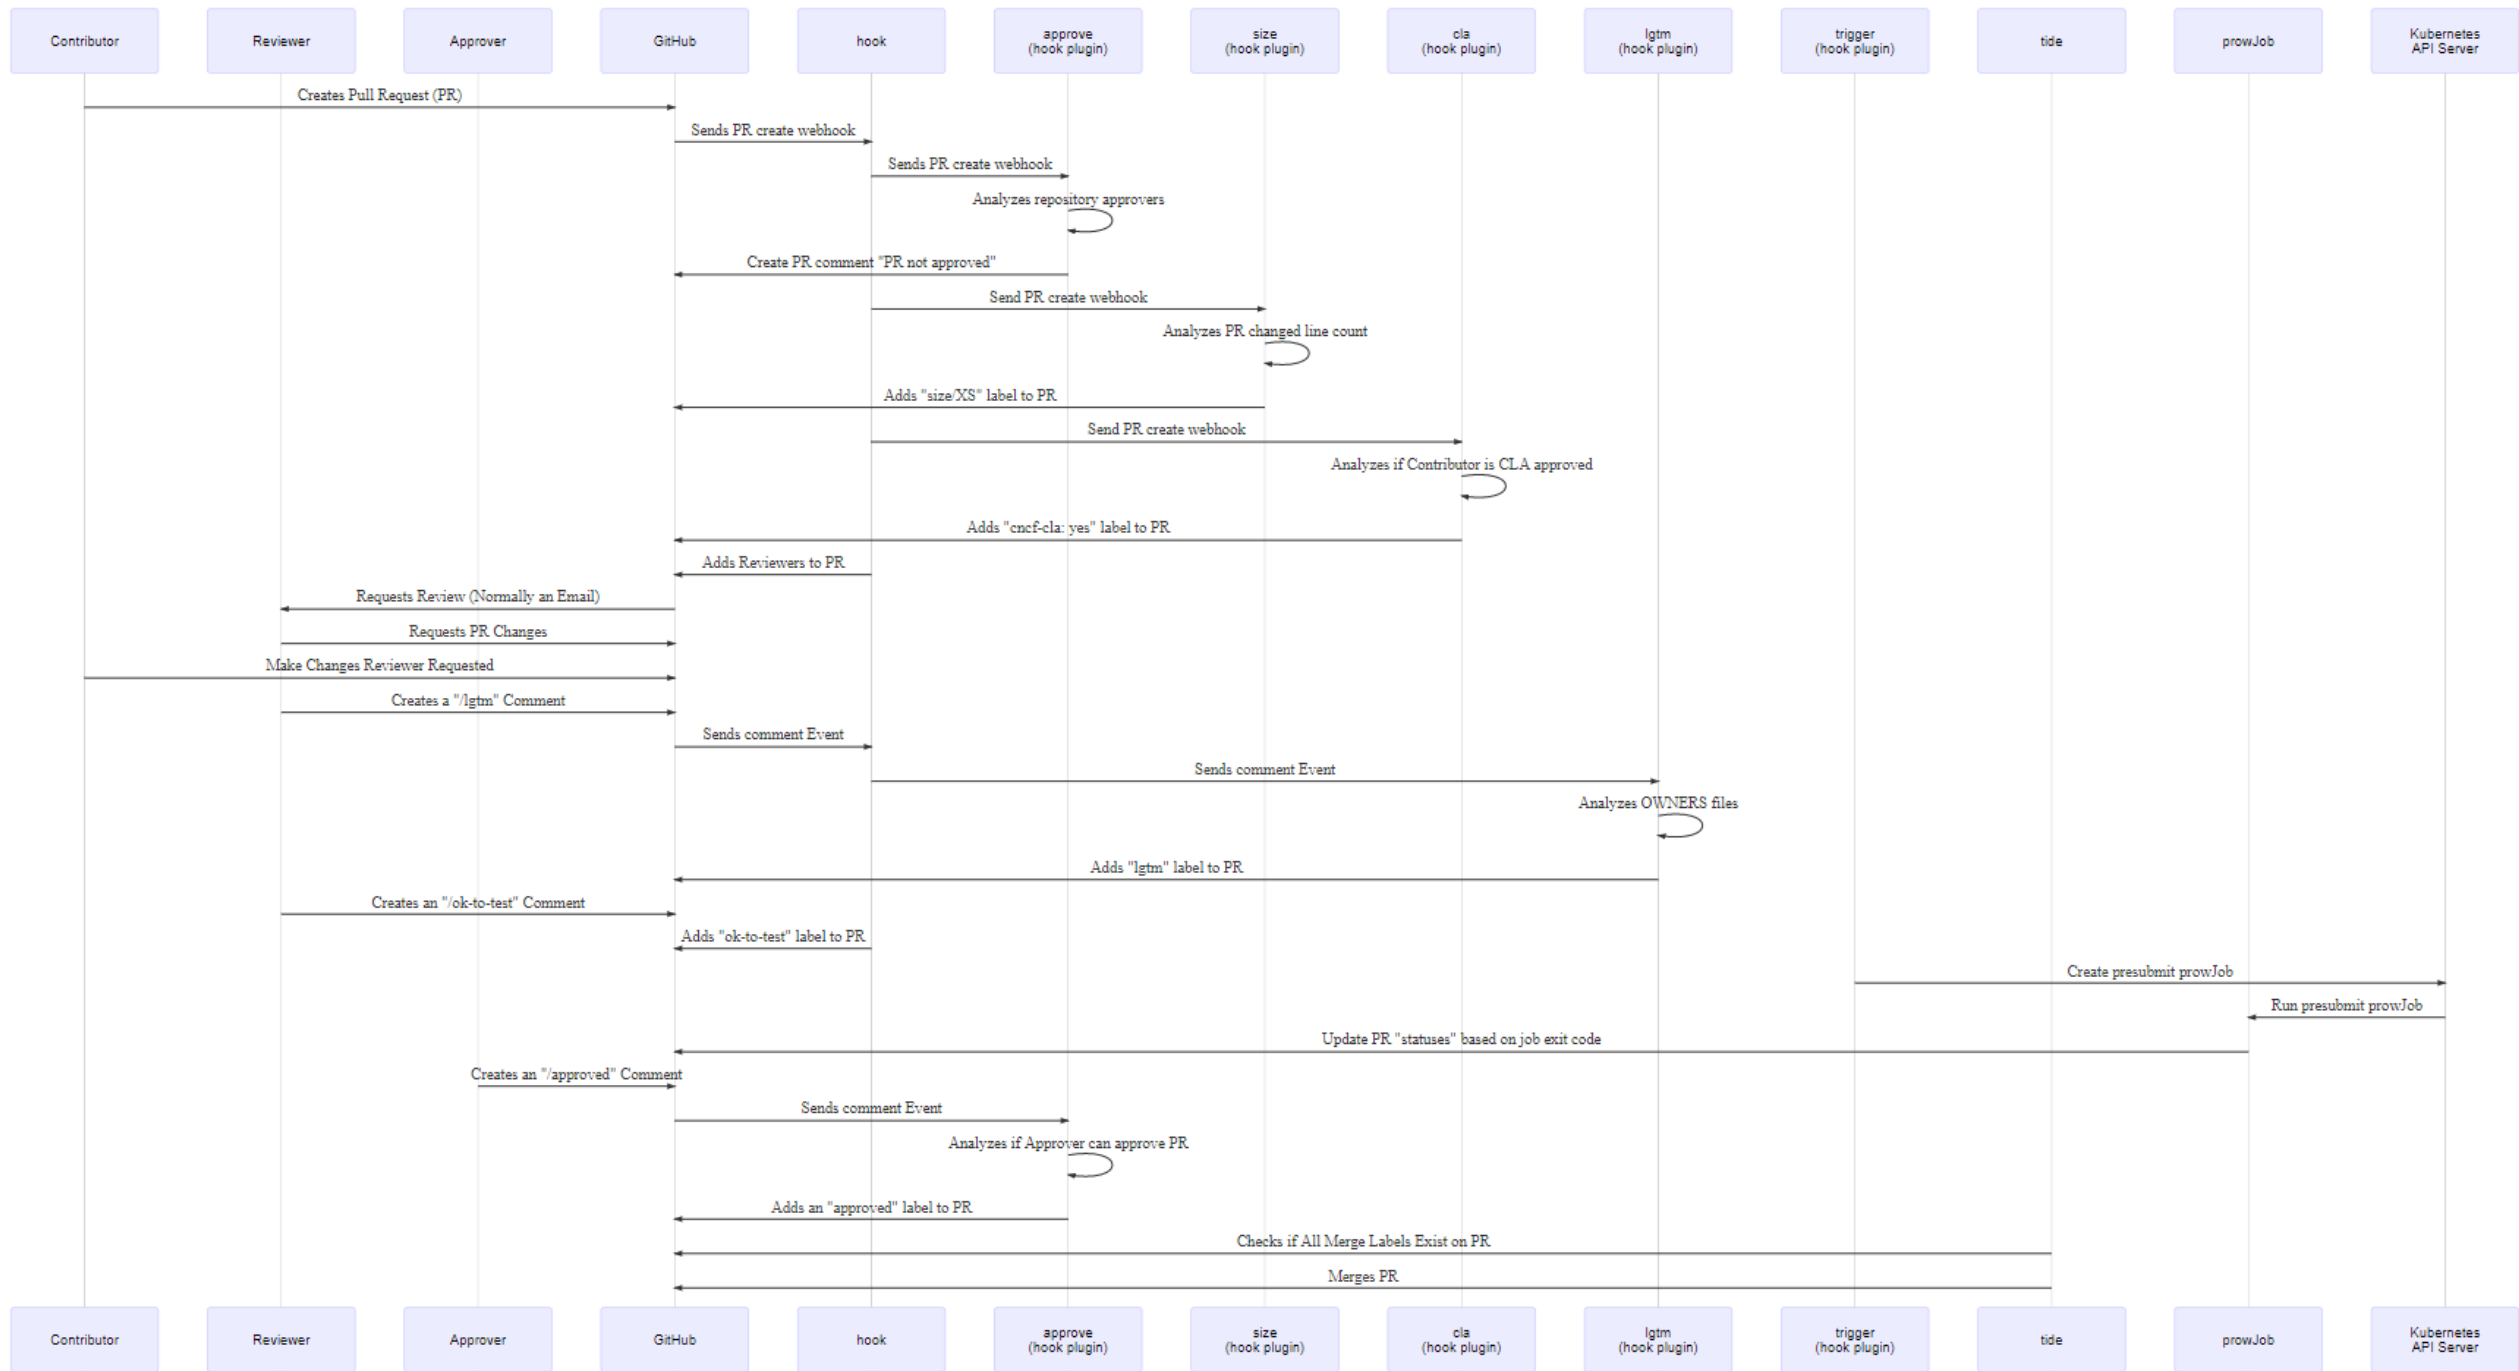 Contributor
Reviewer
Approver
GitHub
hook
approve
(hook plugin)
size
(hook plugin)
cla
(hook plugin)
lgtm
(hook plugin)
trigger
(hook plugin)
tide
prowJob
Kubernetes
API Server
Creates Pull Request (PR)
Sends PR create webhook
Sends PR create webhook
Analyzes repository approvers
Create PR comment "PR not approved"
Send PR create webhook
Analyzes PR changed line count
Adds "size/XS" label to PR
Send PR create webhook
Analyzes if Contributor is CLA approved
Adds "cncf-cla: yes" label to PR
Adds Reviewers to PR
Requests Review (Normally an Email)
Requests PR Changes
Make Changes Reviewer Requested
Creates a "/lgtm" Comment
Sends comment Event
Sends comment Event
Analyzes OWNERS files
Adds "lgtm" label to PR
Creates an "/ok-to-test" Comment
Adds "ok-to-test" label to PR
Create presubmit prowJob
Run presubmit prowJob
Update PR "statuses" based on job exit code
Creates an "/approved" Comment
Sends comment Event
Analyzes if Approver can approve PR
Adds an "approved" label to PR
Checks if All Merge Labels Exist on PR
Merges PR
Contributor
Reviewer
Approver
GitHub
hook
approve
(hook plugin)
size
(hook plugin)
cla
(hook plugin)
lgtm
(hook plugin)
trigger
(hook plugin)
tide
prowJob
Kubernetes
API Server